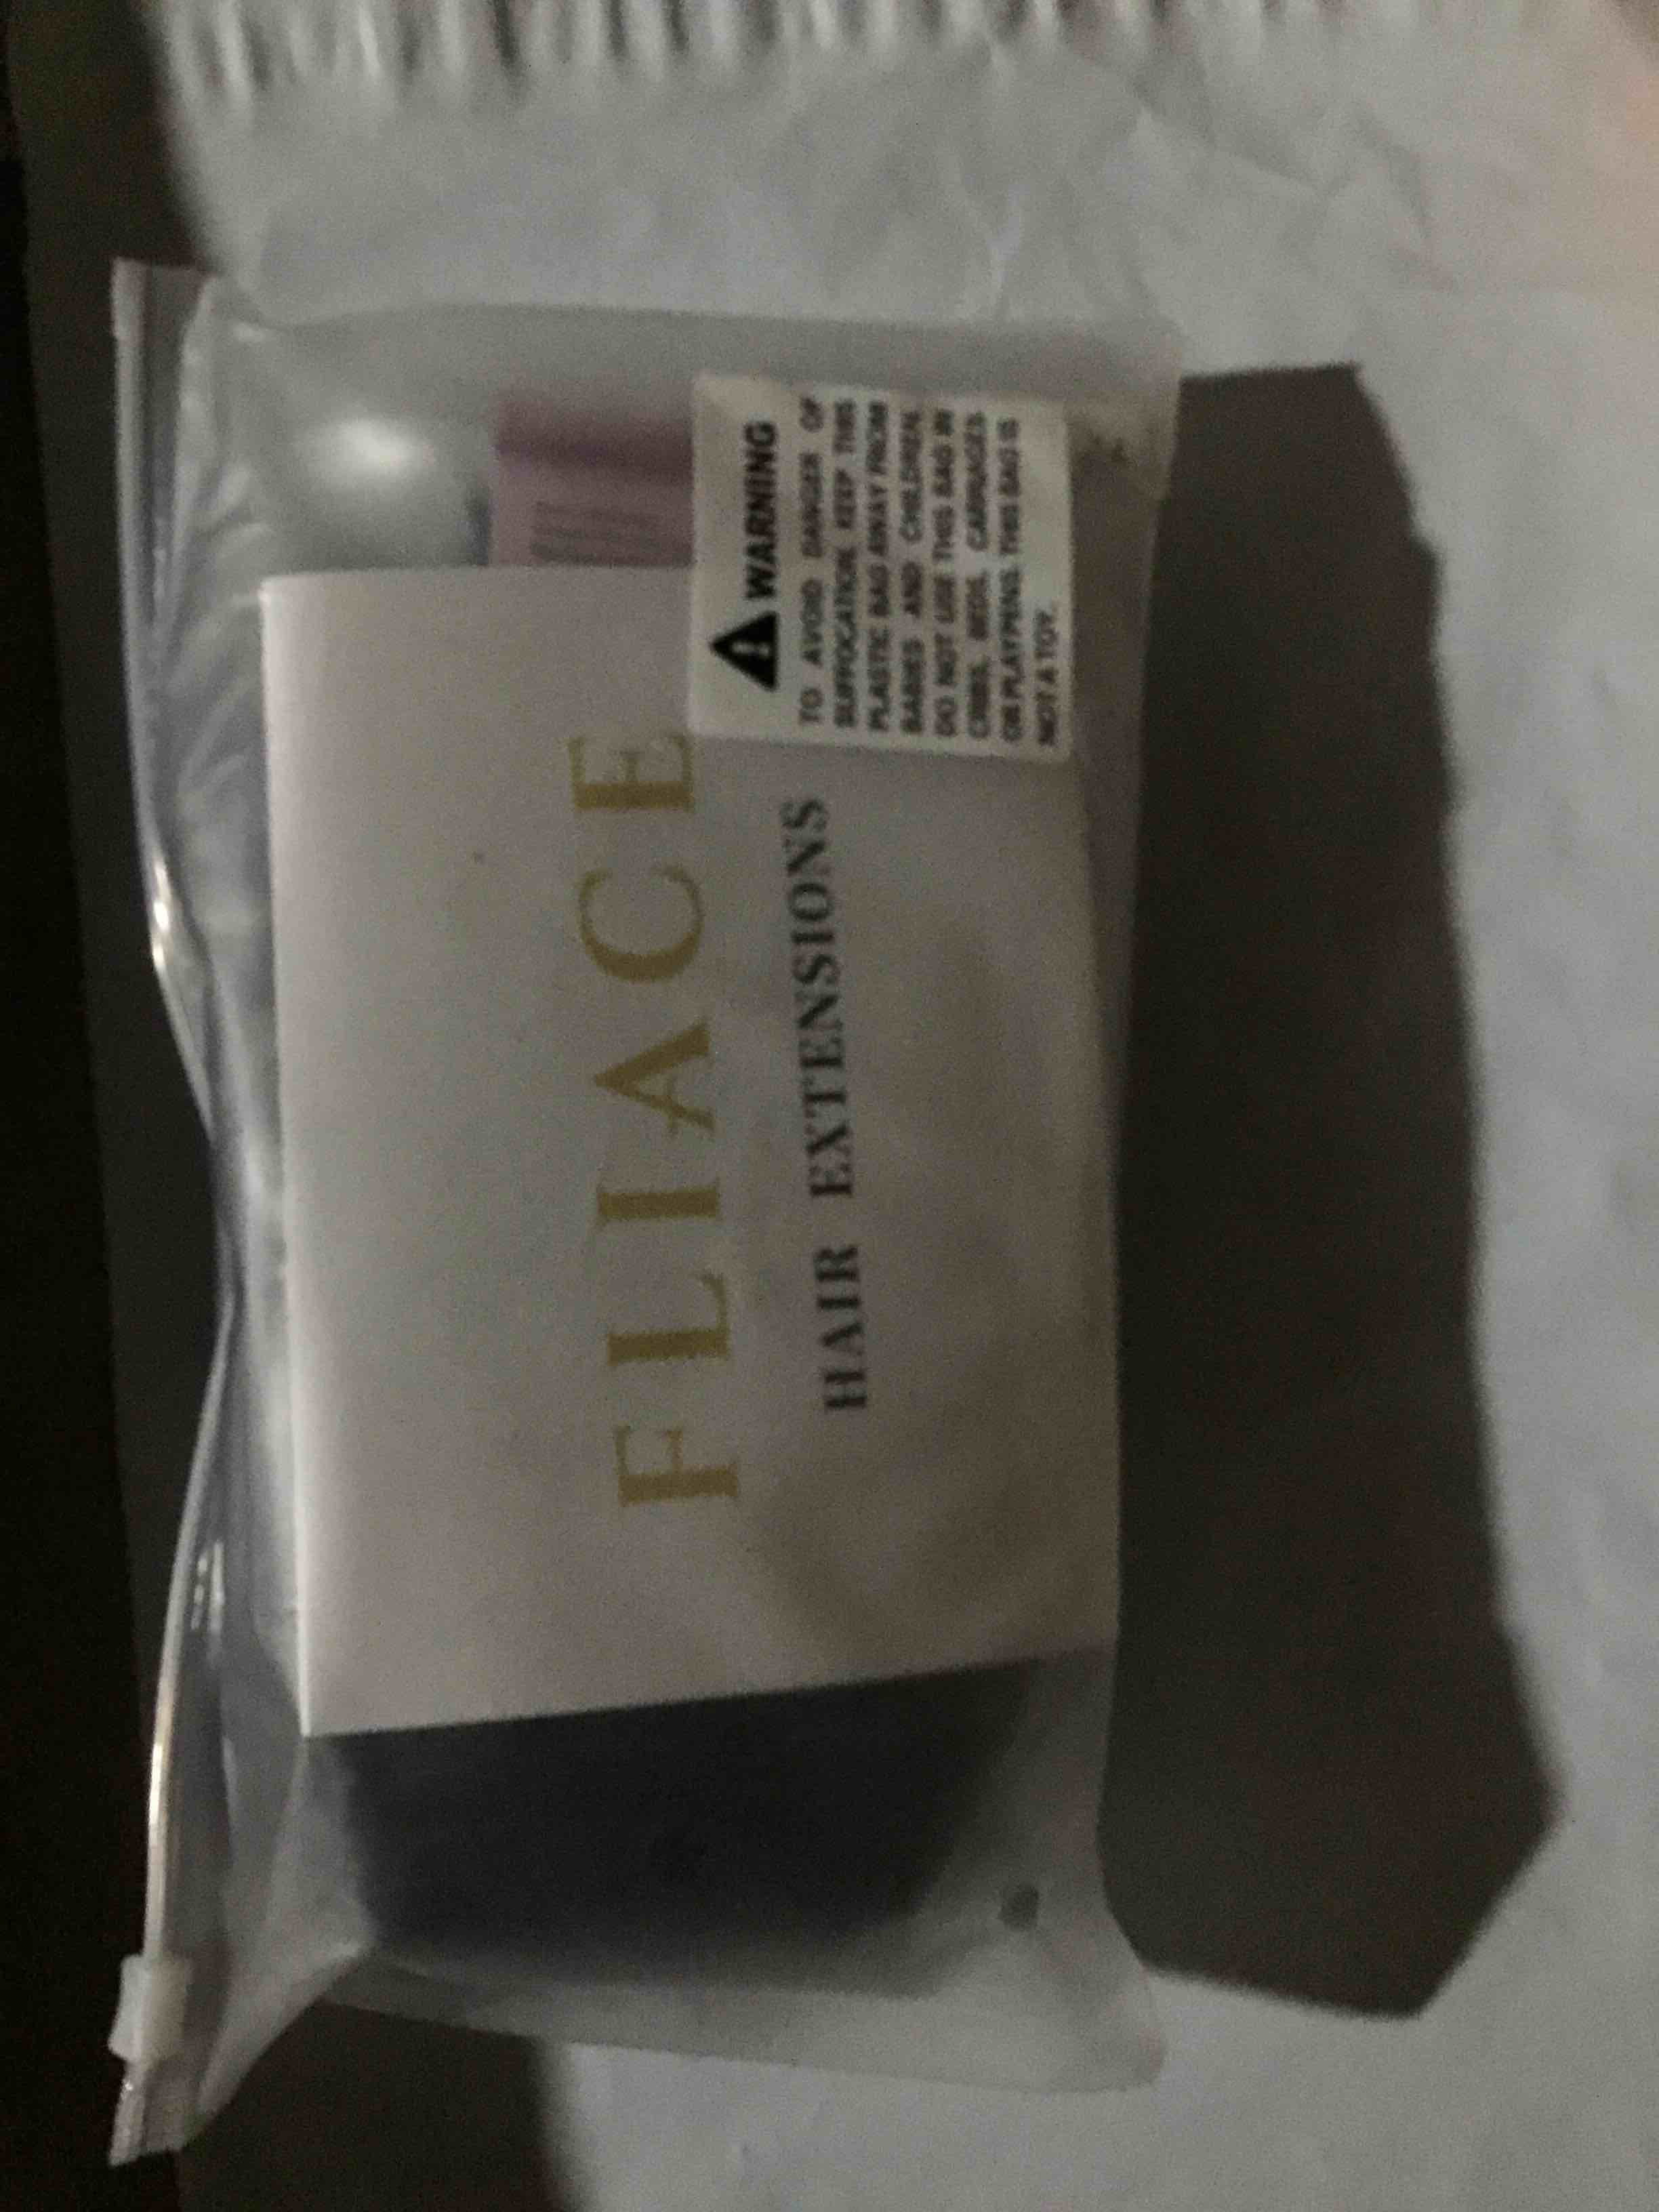 FLIACE
HAIR EXTENSIONS
WARNING
TO AVOID DANGER OF
SUFFOCATION, KEEP THIS
PLASTIC BAG AWAY FROM
BABIES AND CHILDREN.
DO NOT USE THIS BAG IN
CRIBS, BEDS, CARRIAGES
OR PLAYPENS. THIS BAG IS
NOT A TOY.